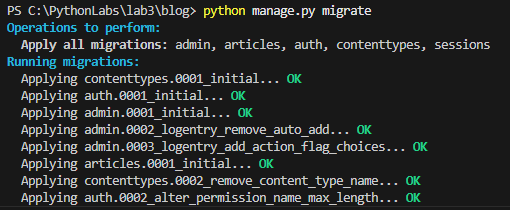 PS C:\PythonLabs\lab3\blog> python manage.py migrate
Operations to perform:
  Apply all migrations: admin, articles, auth, contenttypes, sessions
Running migrations:
  Applying contenttypes.0001_initial... OK
  Applying auth.0001_initial... OK
  Applying admin.0001_initial... OK
  Applying admin.0002_logentry_remove_auto_add... OK
  Applying admin.0003_logentry_add_action_flag_choices... OK
  Applying articles.0001_initial... OK
  Applying contenttypes.0002_remove_content_type_name... OK
  Applying auth.0002_alter_permission_name_max_length... OK